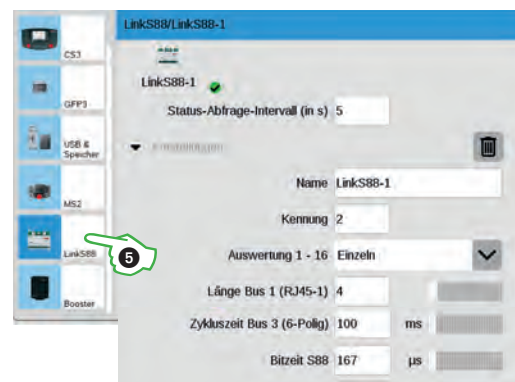 LinkS88/LinkS88-1
CS3
GFP3
USB &
Speicher
MS2
LinkS88
Booster
LinkS88-1
Status-Abfrage-Intervall (in s) 5
Name LinkS88-1
Kennung 2
5
Auswertung 1 - 16 Einzeln
Länge Bus 1 (RJ45-1) 4
Zykluszeit Bus 3 (6-Polig) 100 ms
Bitzeit S88 167 µs